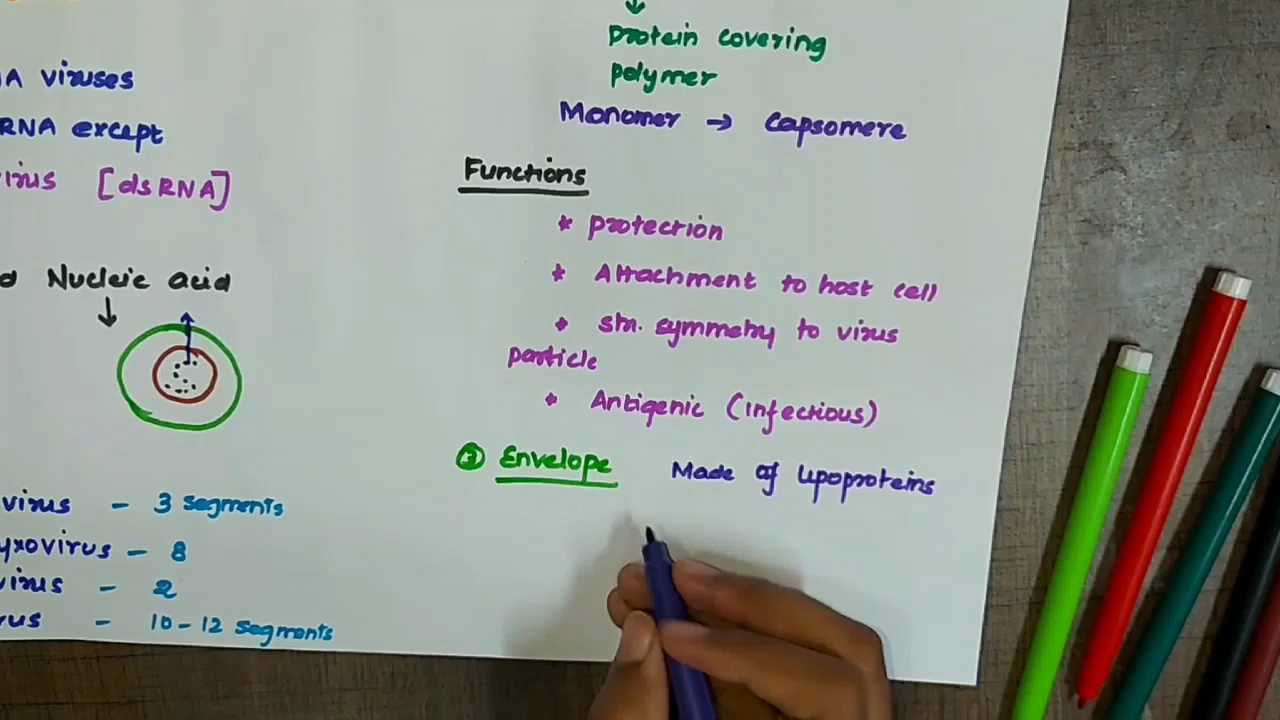 A viruses
RNA except
irus [dsRNA]
d Nucleic acid
virus - 3 segments
yxovirus - 8
virus - 2
rus - 10-12 segments
protein covering
polymer
Monomer → capsomere
Functions
* protection
* Attachment to host cell
* str. symmetry to virus
particle
* Antigenic (infectious)
③ Envelope Made of lipoproteins